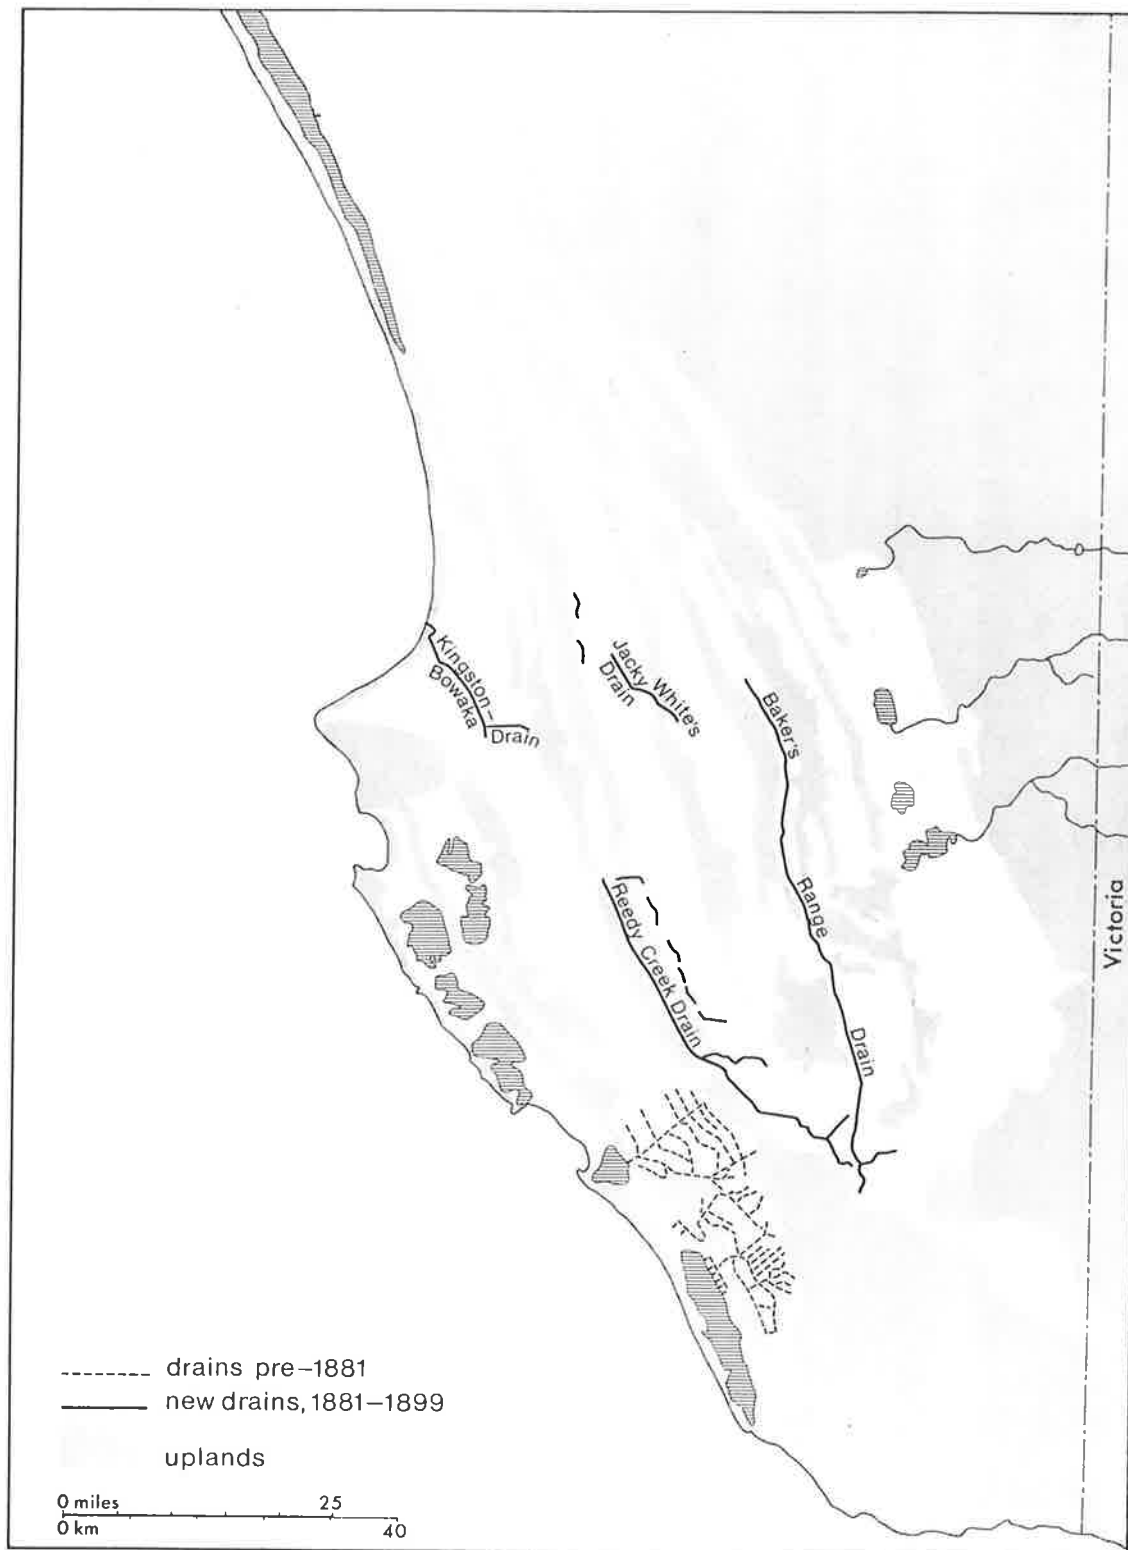 Kingston–
Bowaka
Drain
Jacky White's
Drain
Baker's
Range
Drain
Reedy Creek Drain
Victoria
drains pre–1881
new drains, 1881–1899
uplands
0 miles 25
0 km 40